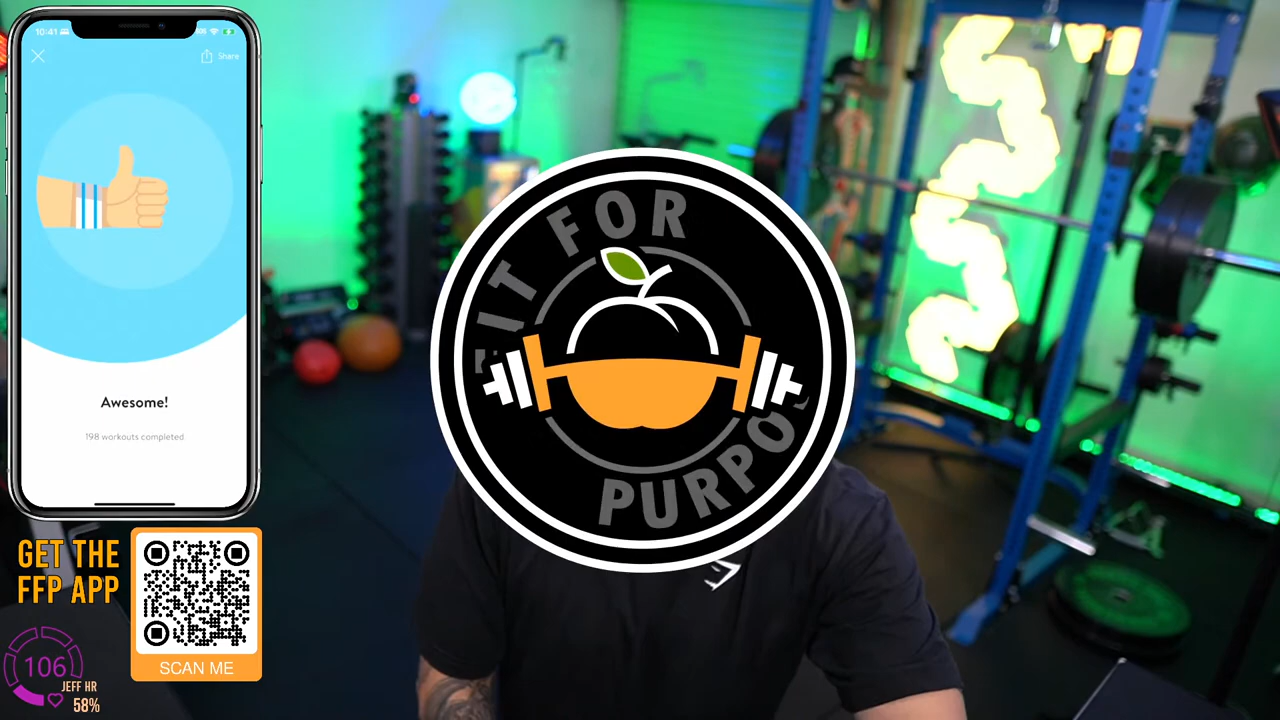 10:41
Share
Awesome!
198 workouts completed
FIT FOR
PURPOSE
GET THE
FFP APP
SCAN ME
106
JEFF HR
58%